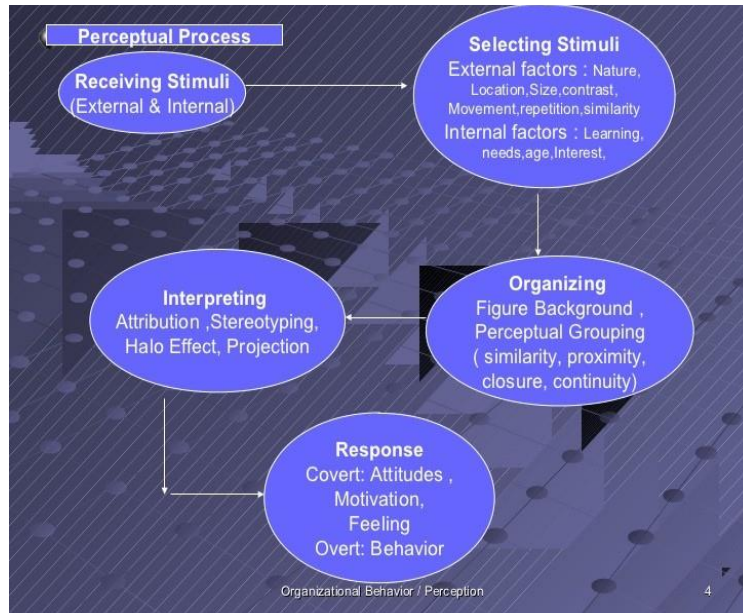 Perceptual Process
Receiving Stimuli
(External & Internal)
Selecting Stimuli
External factors : Nature,
Location,Size,contrast,
Movement,repetition,similarity
Internal factors : Learning,
needs,age,Interest,
Organizing
Figure Background ,
Perceptual Grouping
( similarity, proximity,
closure, continuity)
Interpreting
Attribution ,Stereotyping,
Halo Effect, Projection
Response
Covert: Attitudes ,
Motivation,
Feeling
Overt: Behavior
Organizational Behavior / Perception
4